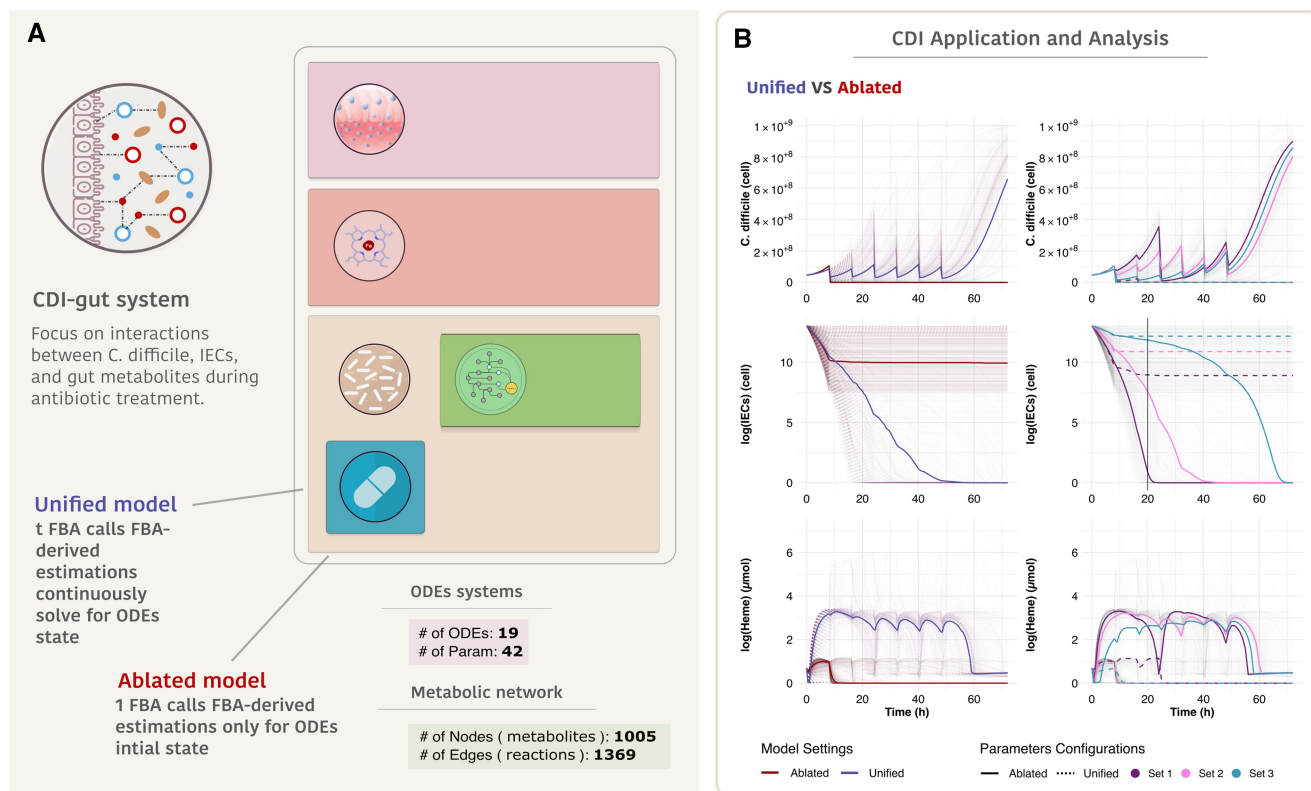 A
CDI-gut system
Focus on interactions
between C. difficile, IECs,
and gut metabolites during
antibiotic treatment.
Unified model
t FBA calls FBA-
derived
estimations
continuously
solve for ODEs
state
Ablated model
1 FBA calls FBA-derived
estimations only for ODEs
intial state
Fe
ODEs systems
# of ODEs: 19
# of Param: 42
Metabolic network
# of Nodes ( metabolites ): 1005
# of Edges ( reactions ): 1369
B
CDI Application and Analysis
Unified VS Ablated
C. difficile (cell)
1 × 10⁺⁹
8 × 10⁺⁸
6 × 10⁺⁸
4 × 10⁺⁸
2 × 10⁺⁸
0
0 20 40 60
C. difficile (cell)
1 × 10⁺⁹
8 × 10⁺⁸
6 × 10⁺⁸
4 × 10⁺⁸
2 × 10⁺⁸
0
0 20 40 60
log(IECs) (cell)
10
5
0
0 20 40 60
log(IECs) (cell)
10
5
0
0 20 40 60
log(Heme) (μmol)
6
4
2
0
0 20 40 60
Time (h)
log(Heme) (μmol)
6
4
2
0
0 20 40 60
Time (h)
Model Settings
Ablated Unified
Parameters Configurations
Ablated Unified Set 1 Set 2 Set 3